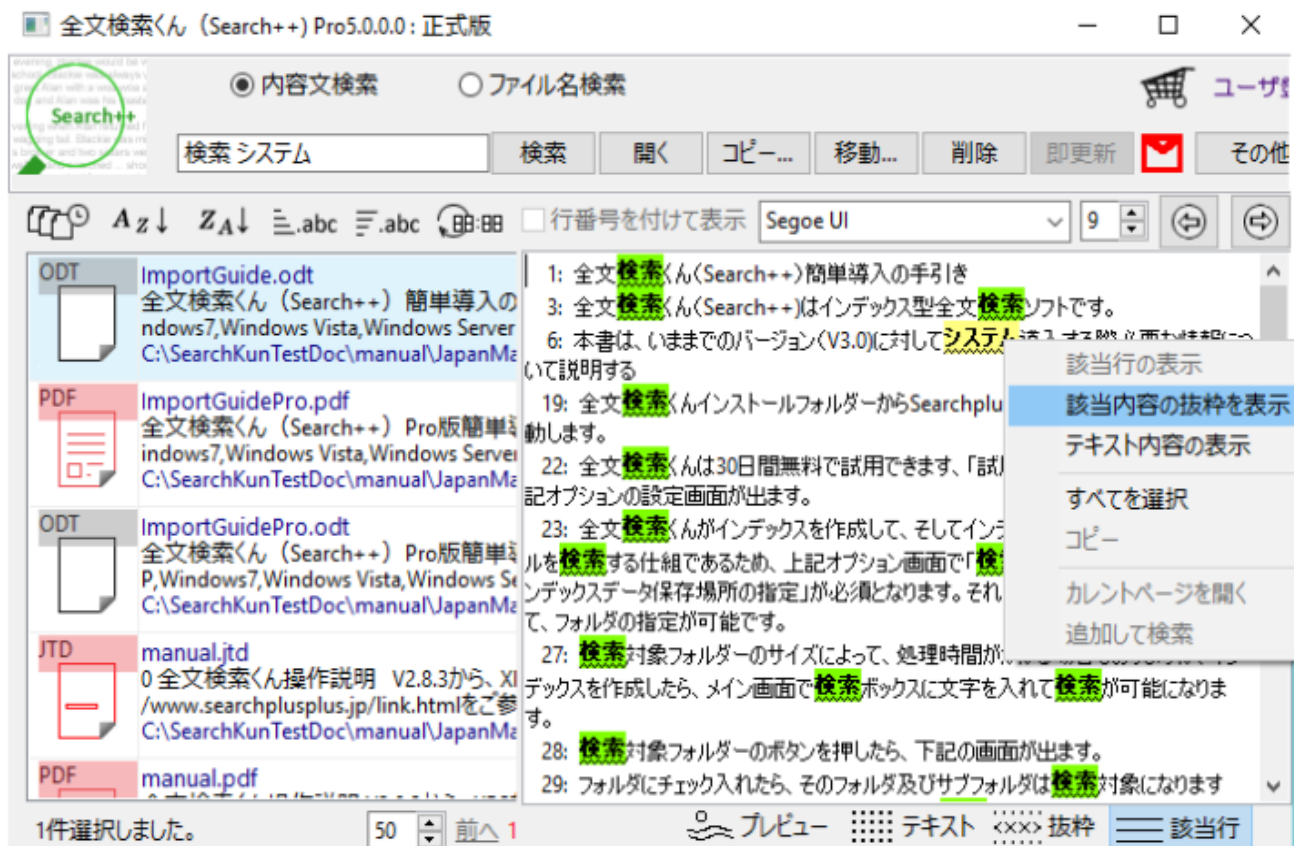 全文検索くん（Search++) Pro5.0.0.0 : 正式版
Search++
内容文検索
ファイル名検索
検索 システム
検索
開く
コピー...
移動...
削除
即更新
その他
AZ↓
ZA↓
.abc
.abc
行番号を付けて表示
Segoe UI
9
ODT
ImportGuide.odt
全文検索くん（Search++）簡単導入の
ndows7,Windows Vista,Windows Server
C:\SearchKunTestDoc\manual\JapanMa
PDF
ImportGuidePro.pdf
全文検索くん（Search++）Pro版簡単
indows7,Windows Vista,Windows Server
C:\SearchKunTestDoc\manual\JapanMa
ODT
ImportGuidePro.odt
全文検索くん（Search++）Pro版簡単
P,Windows7,Windows Vista,Windows Se
C:\SearchKunTestDoc\manual\JapanMa
JTD
manual.jtd
0 全文検索くん操作説明 V2.8.3から、XI
/www.searchplusplus.jp/link.htmlをご参
C:\SearchKunTestDoc\manual\JapanMa
PDF
manual.pdf
1: 全文検索くん(Search++)簡単導入の手引き
3: 全文検索くん(Search++)はインデックス型全文検索ソフトです。
6: 本書は、いままでのバージョン(V3.0)に対してシステム導入する際必要な情報につ
いて説明する
19: 全文検索くんインストールフォルダーからSearchplu
動します。
22: 全文検索くんは30日間無料で試用できます、「試
記オプションの設定画面が出ます。
23: 全文検索くんがインデックスを作成して、そしてインデ
ルを検索する仕組であるため、上記オプション画面で「検
ンデックスデータ保存場所の指定」が必須となります。それ
て、フォルダの指定が可能です。
27: 検索対象フォルダーのサイズによって、処理時間が
デックスを作成したら、メイン画面で検索ボックスに文字を入れて検索が可能になりま
す。
28: 検索対象フォルダーのボタンを押したら、下記の画面が出ます。
29: フォルダにチェック入れたら、そのフォルダ及びサブフォルダは検索対象になります
該当行の表示
該当内容の抜粋を表示
テキスト内容の表示
すべてを選択
コピー
カレントページを開く
追加して検索
1件選択しました。
50
前へ 1
プレビュー
テキスト
<xx>抜粋
該当行